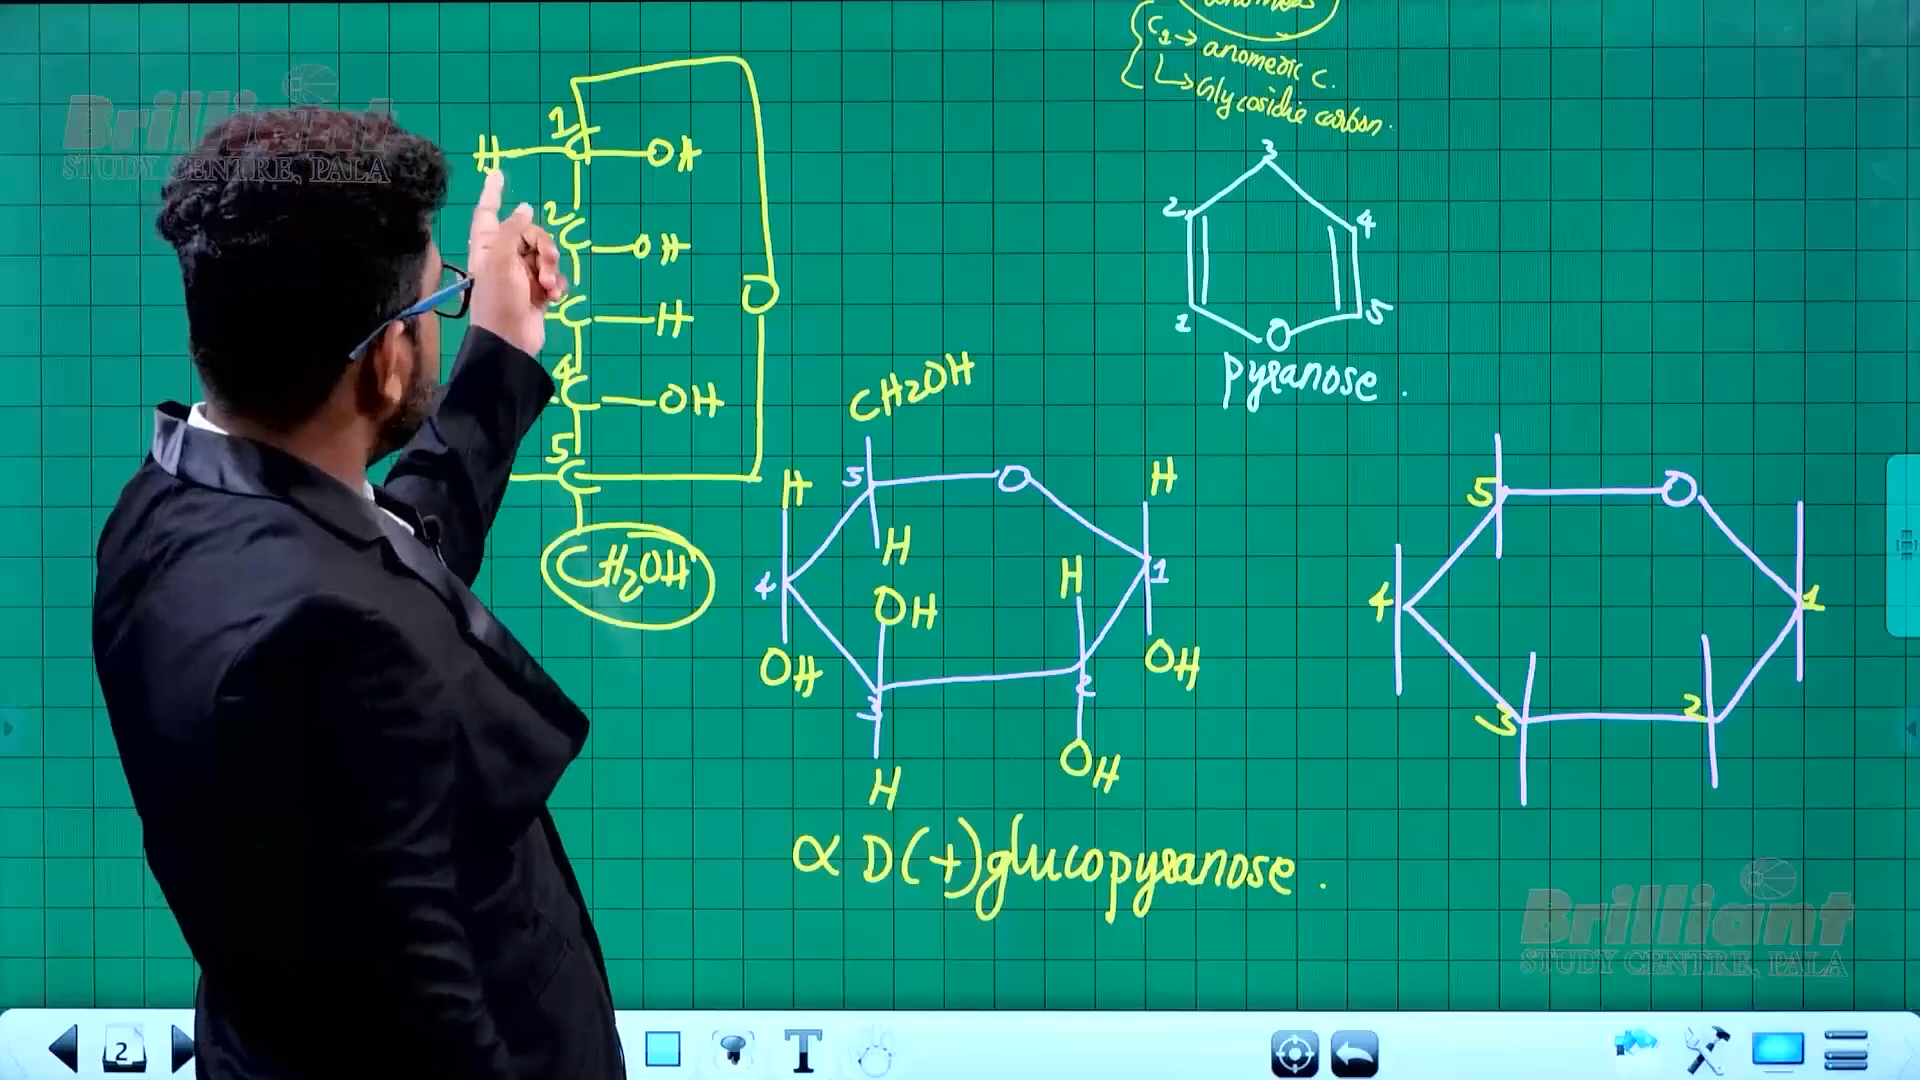 C1 → anomeric C.
↳ Glycosidic carbon.
Brilliant
STUDY CENTRE, PALA
1
H C OH
2
C OH
C H
O
4
C OH
5
C
CH2OH
3
2 4
1 5
O
pyranose.
CH2OH
H 5 O H
H
4 OH H 1
OH OH
3 2
H OH
α D(+)glucopyranose.
5 O
4 1
3 2
Brilliant
STUDY CENTRE, PALA
2
T